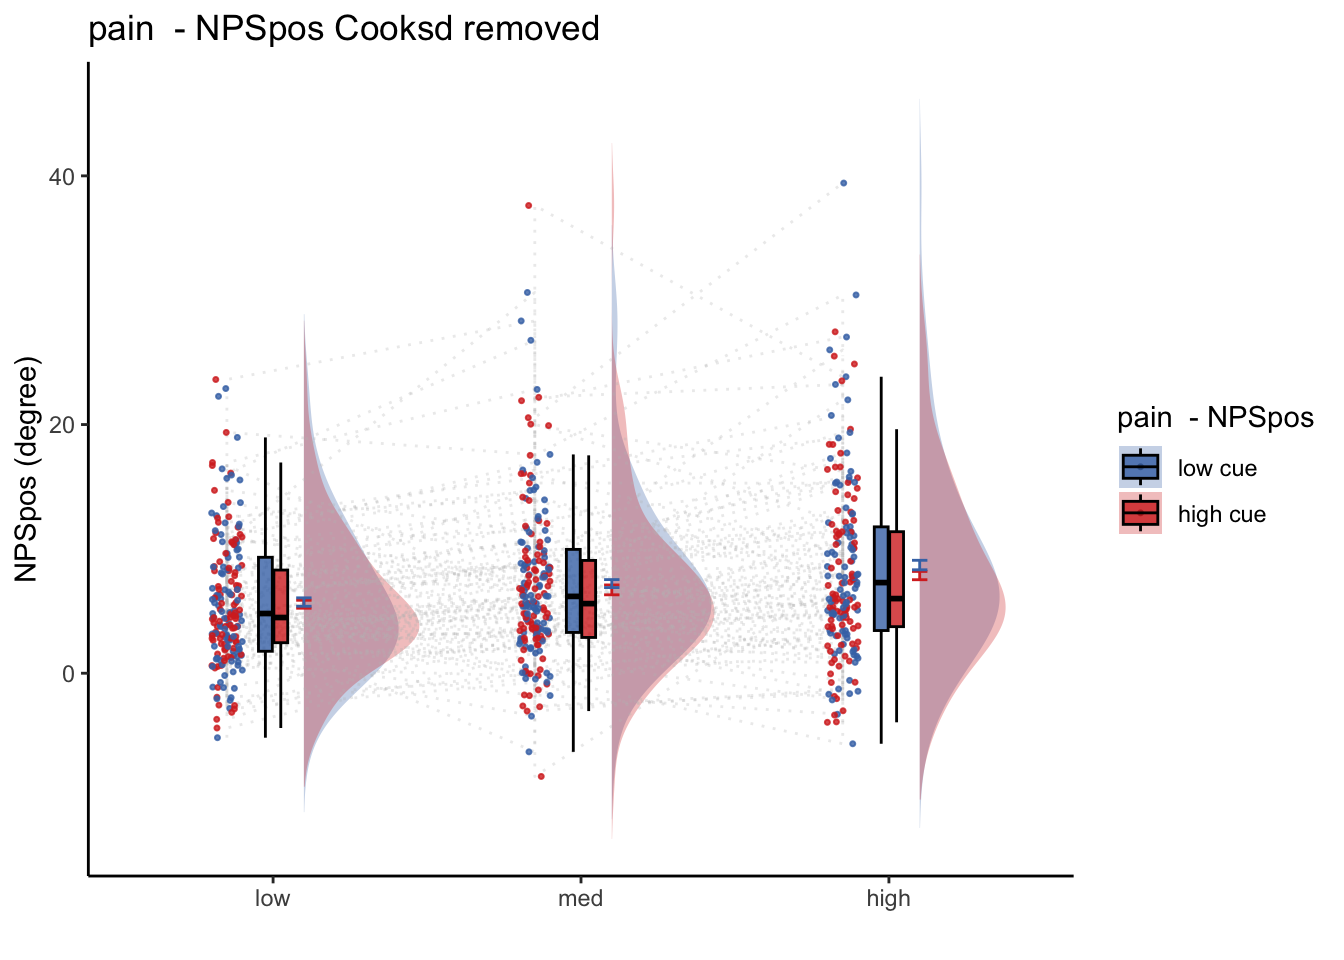 pain  - NPSpos Cooksd removed
NPSpos (degree)
40
20
0
low
med
high
pain  - NPSpos
low cue
high cue